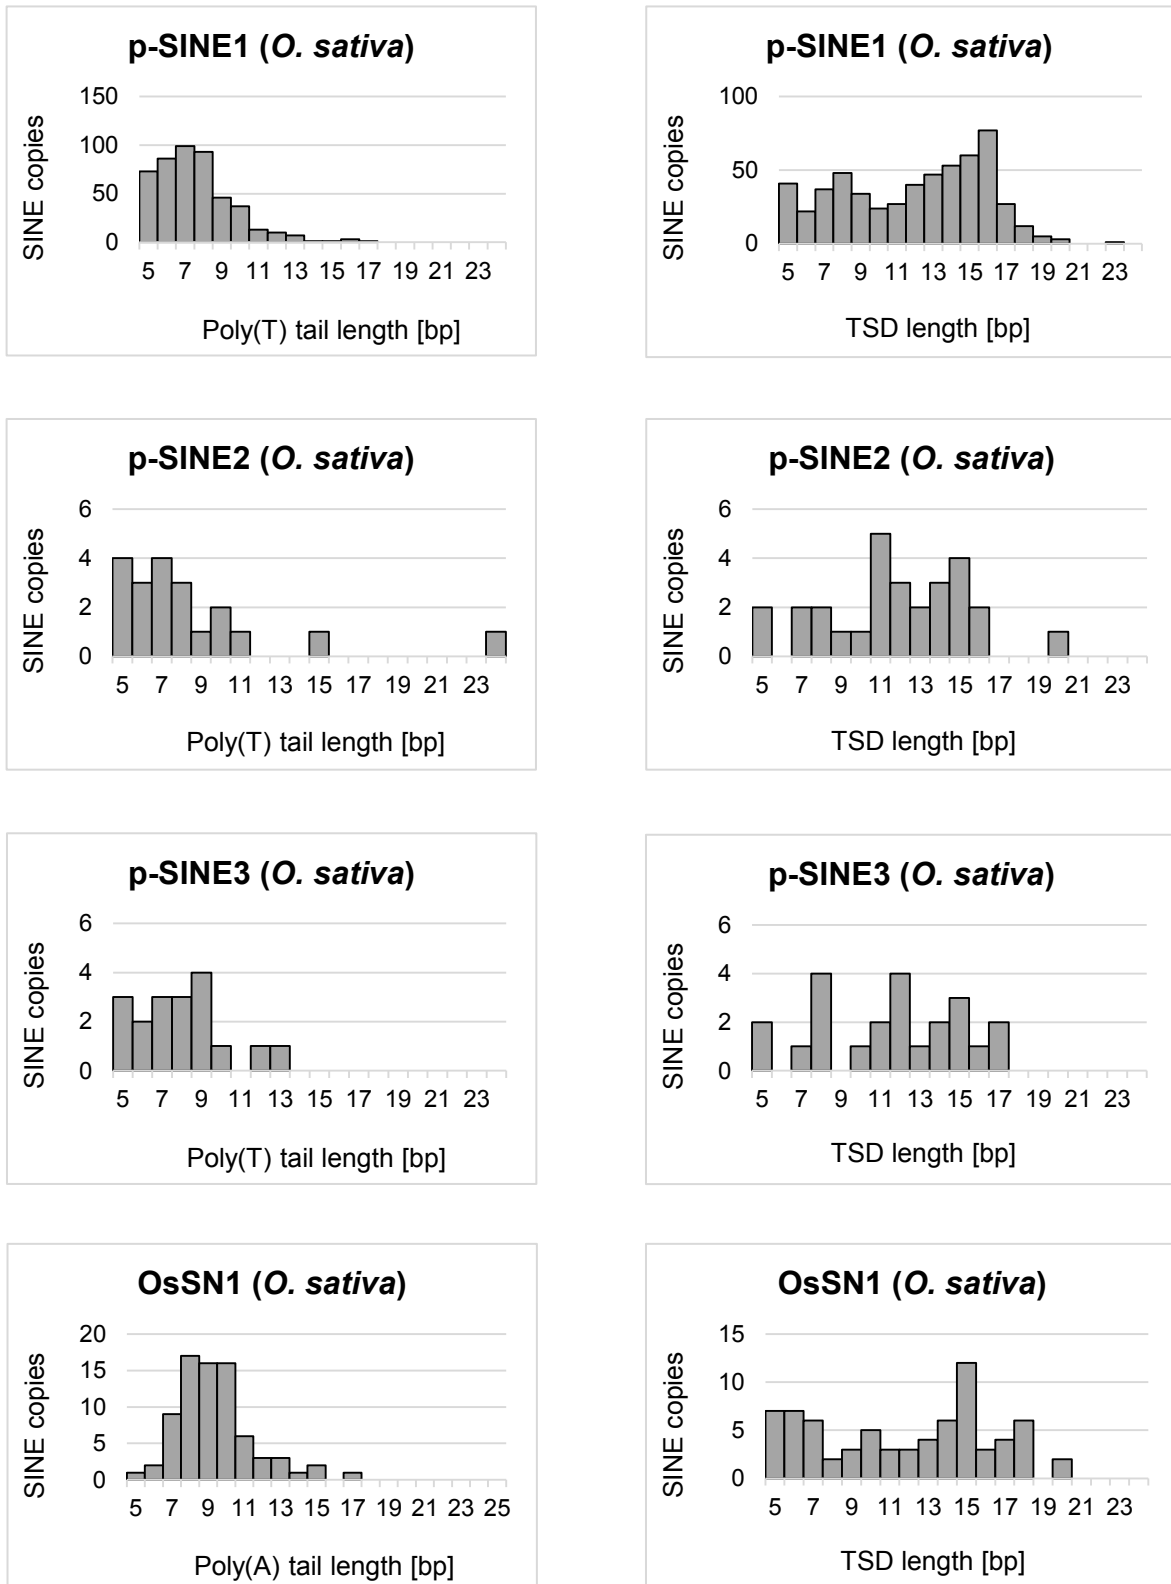 p-SINE1 (O. sativa)
SINE copies
150
100
50
0
5 7 9 11 13 15 17 19 21 23
Poly(T) tail length [bp]
p-SINE1 (O. sativa)
SINE copies
100
50
0
5 7 9 11 13 15 17 19 21 23
TSD length [bp]
p-SINE2 (O. sativa)
SINE copies
6
4
2
0
5 7 9 11 13 15 17 19 21 23
Poly(T) tail length [bp]
p-SINE2 (O. sativa)
SINE copies
6
4
2
0
5 7 9 11 13 15 17 19 21 23
TSD length [bp]
p-SINE3 (O. sativa)
SINE copies
6
4
2
0
5 7 9 11 13 15 17 19 21 23
Poly(T) tail length [bp]
p-SINE3 (O. sativa)
SINE copies
6
4
2
0
5 7 9 11 13 15 17 19 21 23
TSD length [bp]
OsSN1 (O. sativa)
SINE copies
20
15
10
5
0
5 7 9 11 13 15 17 19 21 23 25
Poly(A) tail length [bp]
OsSN1 (O. sativa)
SINE copies
15
10
5
0
5 7 9 11 13 15 17 19 21 23
TSD length [bp]